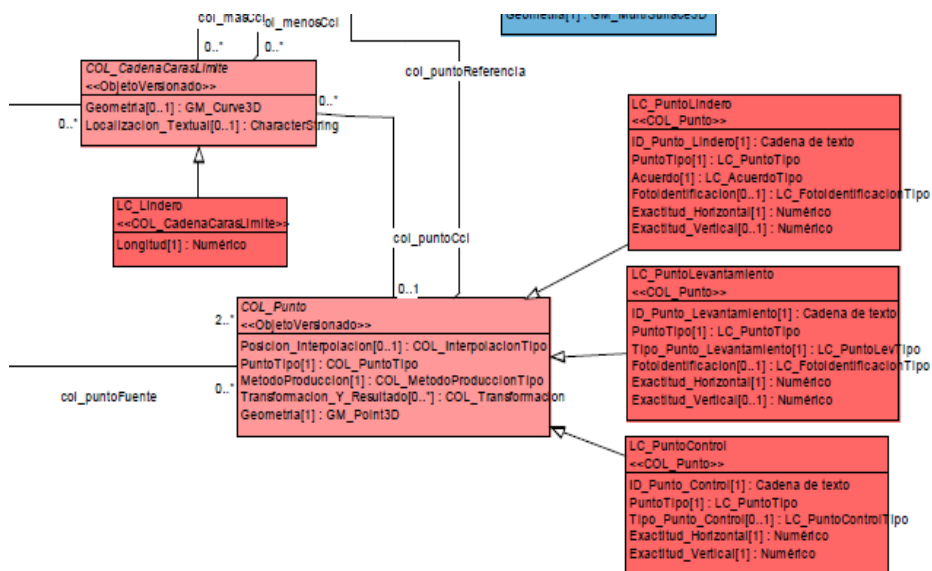 Geometria[1] : GM_MultiSurface3D
col_masCcl
col_menosCcl
0..*
0..*
col_puntoReferencia
COL_CadenaCarasLimite
<<ObjetoVersionado>>
Geometria[0..1] : GM_Curve3D
Localizacion_Textual[0..1] : CharacterString
0..*
0..*
LC_Lindero
<<COL_CadenaCarasLimite>>
Longitud[1] : Numérico
col_puntoCcl
0..1
COL_Punto
<<ObjetoVersionado>>
Posicion_Interpolacion[0..1] : COL_InterpolacionTipo
PuntoTipo[1] : COL_PuntoTipo
MetodoProduccion[1] : COL_MetodoProduccionTipo
Transformacion_Y_Resultado[0..*] : COL_Transformacion
Geometria[1] : GM_Point3D
2..*
0..*
col_puntoFuente
LC_PuntoLindero
<<COL_Punto>>
ID_Punto_Lindero[1] : Cadena de texto
PuntoTipo[1] : LC_PuntoTipo
Acuerdo[1] : LC_AcuerdoTipo
Fotoidentificacion[0..1] : LC_FotoidentificacionTipo
Exactitud_Horizontal[1] : Numérico
Exactitud_Vertical[0..1] : Numérico
LC_PuntoLevantamiento
<<COL_Punto>>
ID_Punto_Levantamiento[1] : Cadena de texto
PuntoTipo[1] : LC_PuntoTipo
Tipo_Punto_Levantamiento[1] : LC_PuntoLevTipo
Fotoidentificacion[0..1] : LC_FotoidentificacionTipo
Exactitud_Horizontal[1] : Numérico
Exactitud_Vertical[0..1] : Numérico
LC_PuntoControl
<<COL_Punto>>
ID_Punto_Control[1] : Cadena de texto
PuntoTipo[1] : LC_PuntoTipo
Tipo_Punto_Control[0..1] : LC_PuntoControlTipo
Exactitud_Horizontal[1] : Numérico
Exactitud_Vertical[1] : Numérico